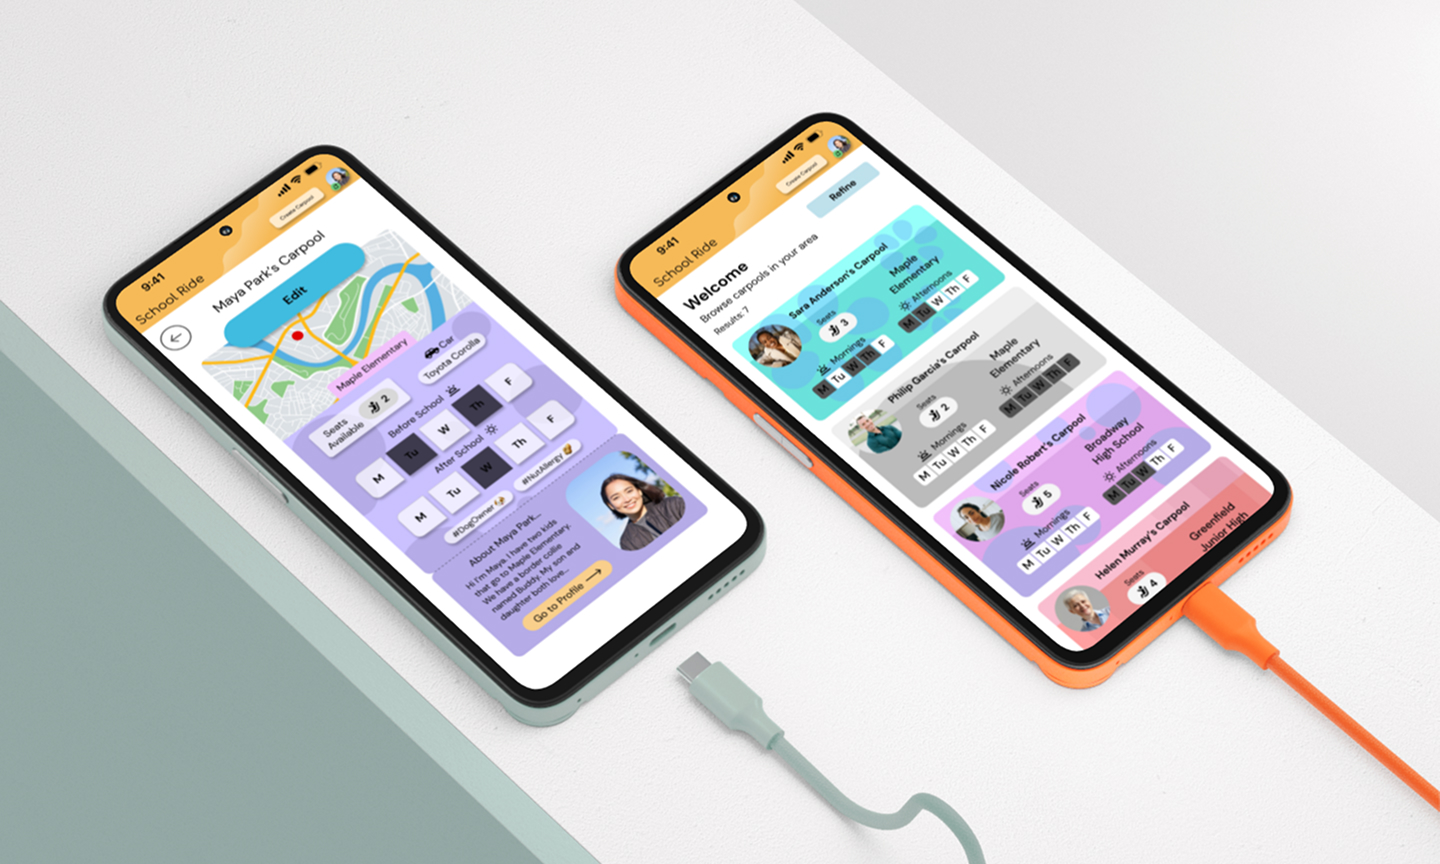 9:41
School Ride
Create Carpool
Maya Park's Carpool
Edit
Maple Elementary
Seats
Available
2
Car
Toyota Corolla
Before School
M
Tu
W
Th
F
After School
M
Tu
W
Th
F
#DogOwner
#NutAllergy
About Maya Park...
Hi I'm Maya I have two kids
that go to Maple Elementary.
We have a border collie
named Buddy. My son and
daughter both love...
Go to Profile
9:41
School Ride
Create Carpool
Refine
Welcome
Browse carpools in your area
Results: 7
Sara Anderson's Carpool
Seats
3
Maple
Elementary
Mornings
M Tu W Th F
Afternoons
M Tu W Th F
Phillip Garcia's Carpool
Seats
2
Maple
Elementary
Mornings
M Tu W Th F
Afternoons
M Tu W Th F
Nicole Robert's Carpool
Seats
5
Broadway
High School
Mornings
M Tu W Th F
Afternoons
M Tu W Th F
Helen Murray's Carpool
Seats
4
Greenfield
Junior High